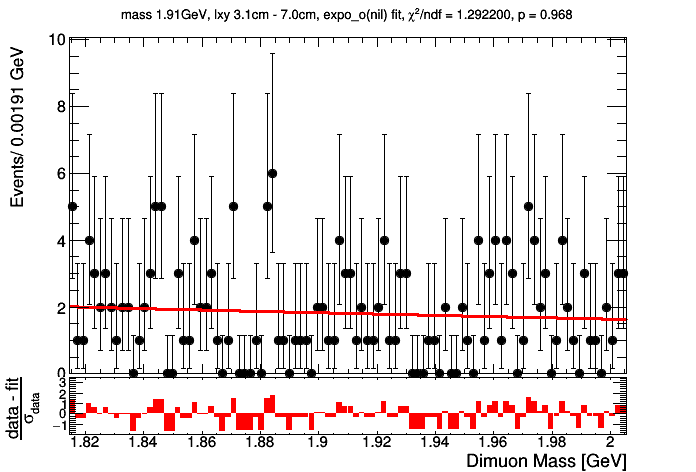 mass 1.91GeV, lxy 3.1cm - 7.0cm, expo_o(nil) fit, χ²/ndf = 1.292200, p = 0.968
Events/ 0.00191 GeV
10
8
6
4
2
0
data - fit
σdata
3
2
1
0
−1
1.82 1.84 1.86 1.88 1.9 1.92 1.94 1.96 1.98 2
Dimuon Mass [GeV]